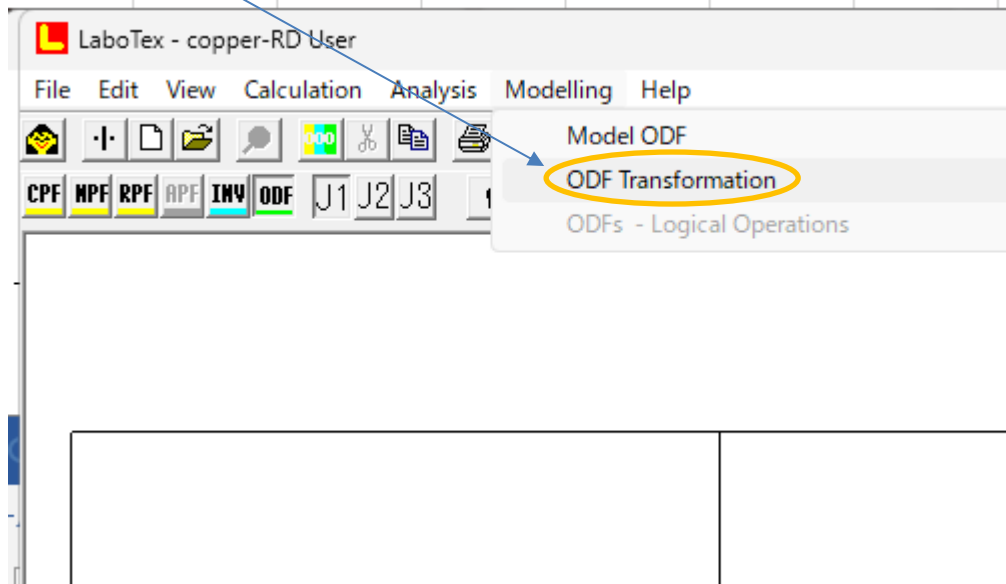 LaboTex - copper-RD User
File Edit View Calculation Analysis Modelling Help
Model ODF
100
ODF Transformation
CPF NPF RPF APF INV ODF J1 J2 J3
ODFs - Logical Operations